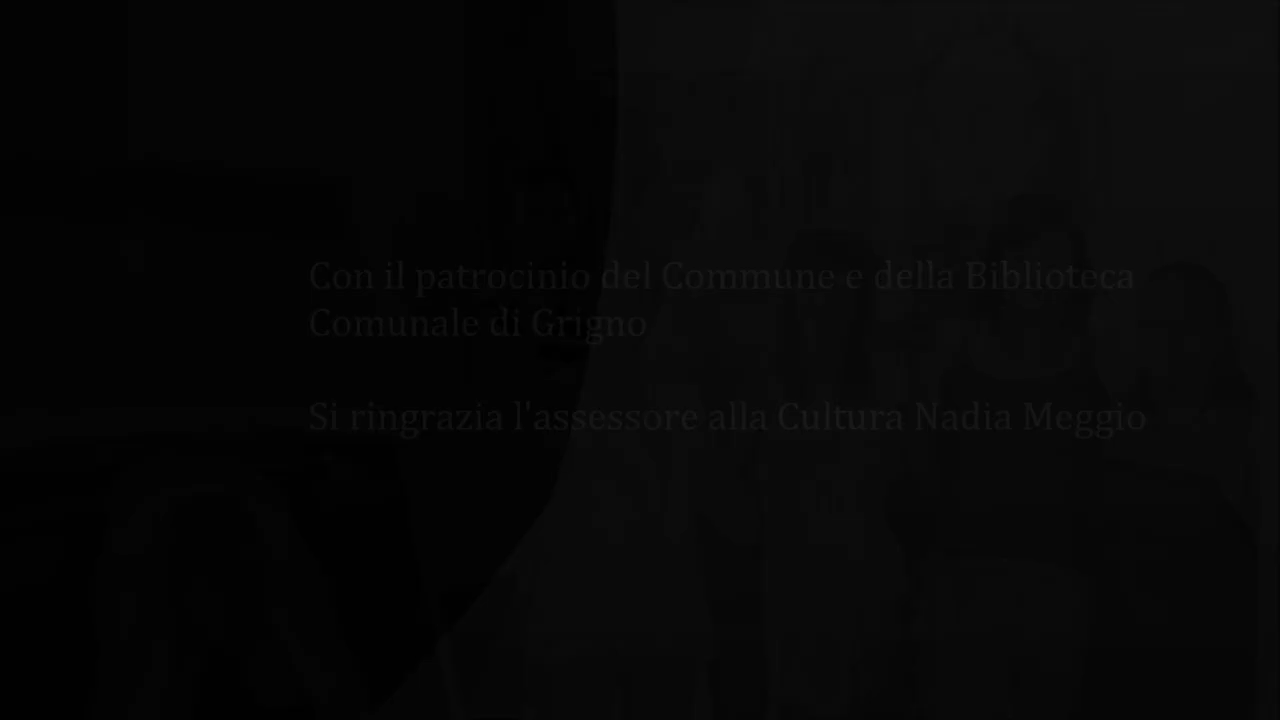 Con il patrocinio del Commune e della Biblioteca
Comunale di Grigno
Si ringrazia l'assessore alla Cultura Nadia Meggio